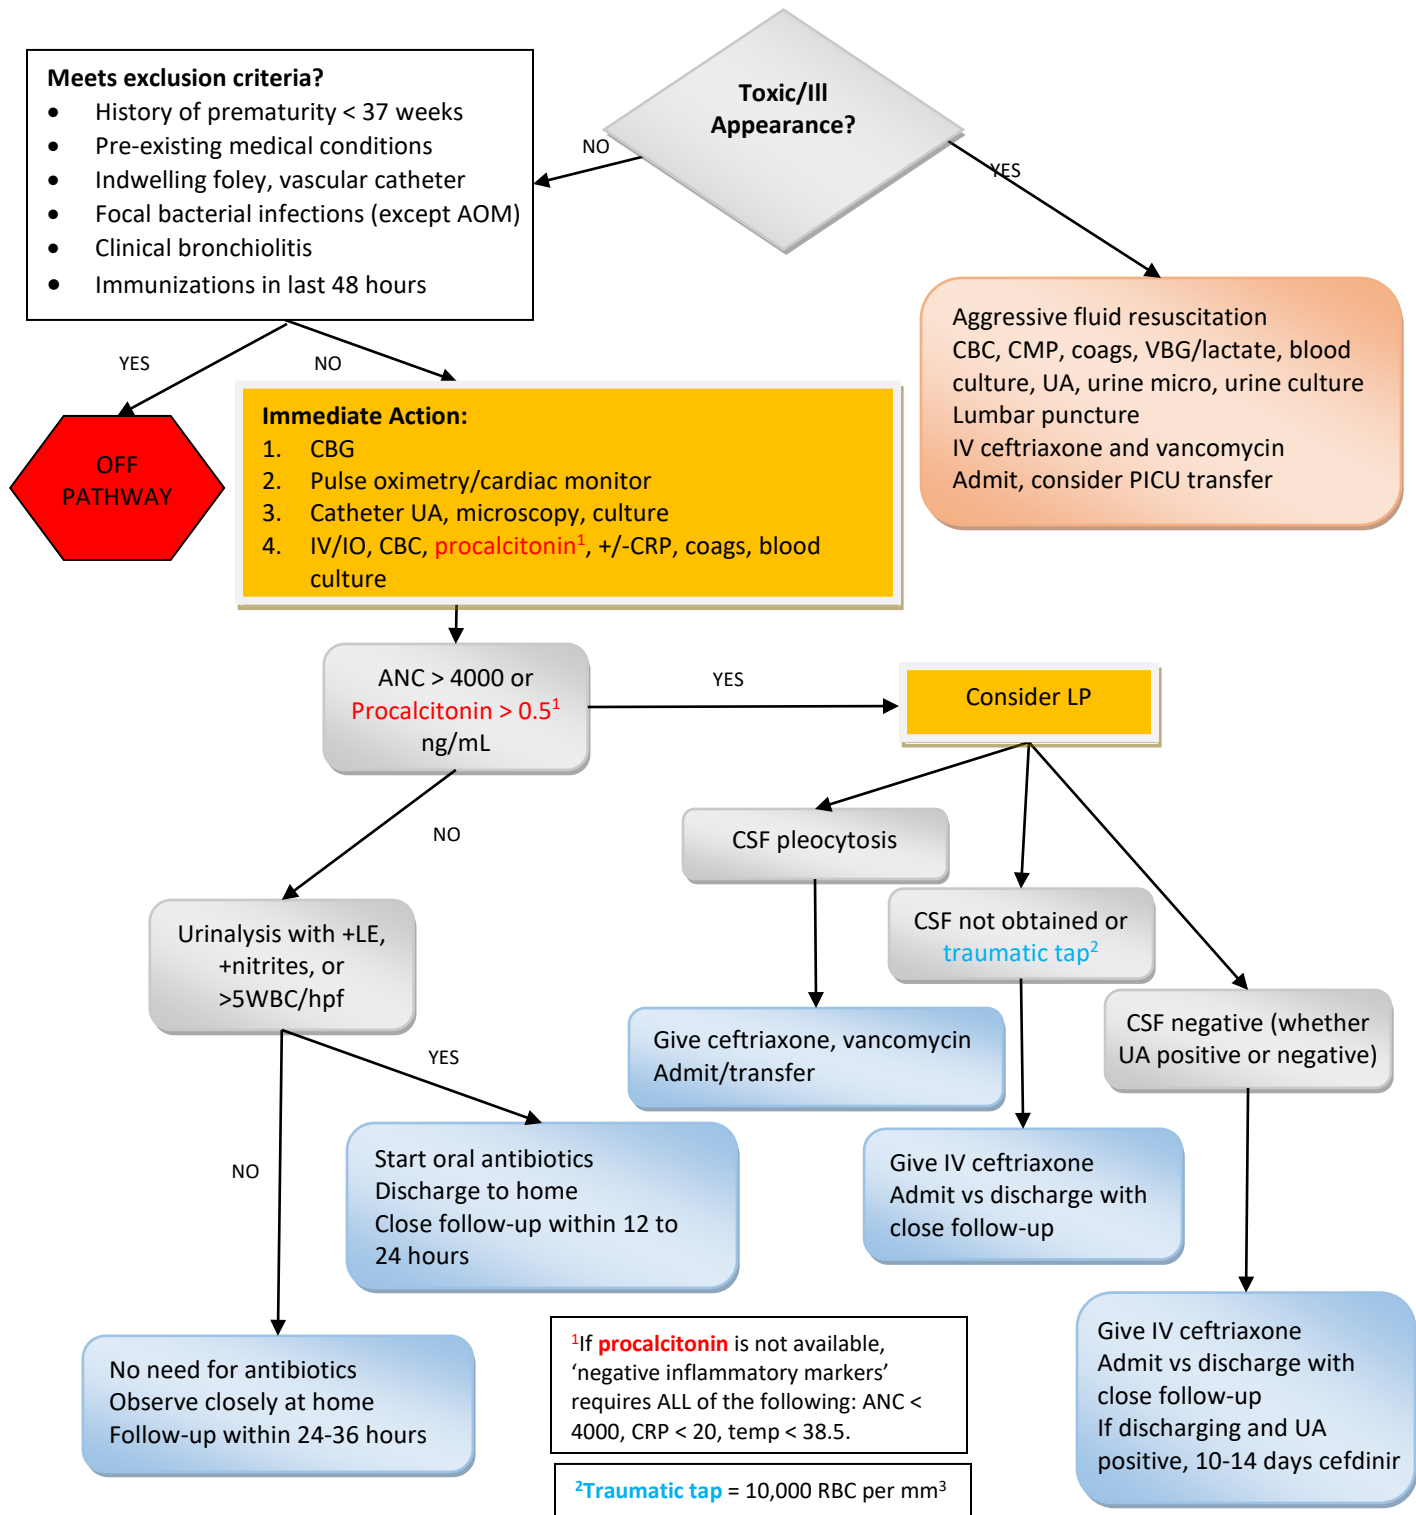 Toxic/Ill
Appearance?
NO
YES
Meets exclusion criteria?
• History of prematurity < 37 weeks
• Pre-existing medical conditions
• Indwelling foley, vascular catheter
• Focal bacterial infections (except AOM)
• Clinical bronchiolitis
• Immunizations in last 48 hours
Aggressive fluid resuscitation
CBC, CMP, coags, VBG/lactate, blood
culture, UA, urine micro, urine culture
Lumbar puncture
IV ceftriaxone and vancomycin
Admit, consider PICU transfer
YES
NO
OFF
PATHWAY
Immediate Action:
1. CBG
2. Pulse oximetry/cardiac monitor
3. Catheter UA, microscopy, culture
4. IV/IO, CBC, procalcitonin1, +/-CRP, coags, blood
culture
ANC > 4000 or
Procalcitonin > 0.51
ng/mL
YES
Consider LP
NO
CSF pleocytosis
CSF not obtained or
traumatic tap2
CSF negative (whether
UA positive or negative)
Urinalysis with +LE,
+nitrites, or
>5WBC/hpf
YES
NO
Give ceftriaxone, vancomycin
Admit/transfer
Start oral antibiotics
Discharge to home
Close follow-up within 12 to
24 hours
Give IV ceftriaxone
Admit vs discharge with
close follow-up
No need for antibiotics
Observe closely at home
Follow-up within 24-36 hours
Give IV ceftriaxone
Admit vs discharge with
close follow-up
If discharging and UA
positive, 10-14 days cefdinir
1If procalcitonin is not available,
‘negative inflammatory markers’
requires ALL of the following: ANC <
4000, CRP < 20, temp < 38.5.
2Traumatic tap = 10,000 RBC per mm3